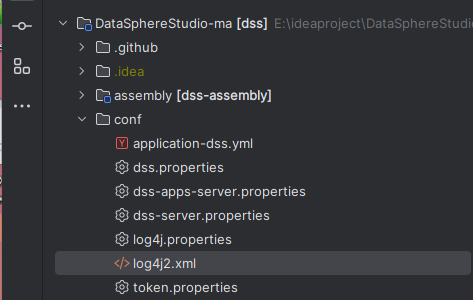 DataSphereStudio-ma [dss] E:\ideaproject\DataSphereStudio
.github
.idea
assembly [dss-assembly]
conf
application-dss.yml
dss.properties
dss-apps-server.properties
dss-server.properties
log4j.properties
log4j2.xml
token.properties